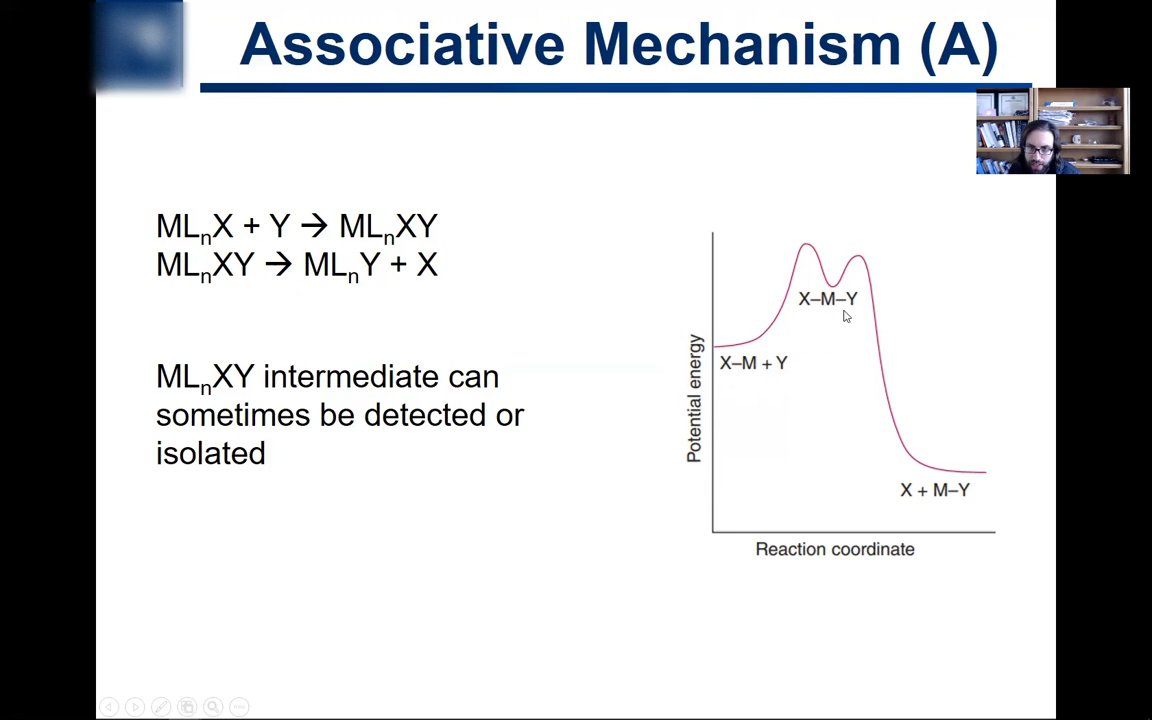 Associative Mechanism (A)
MLₙX + Y → MLₙXY
MLₙXY → MLₙY + X
MLₙXY intermediate can
sometimes be detected or
isolated
Potential energy
X–M–Y
X–M + Y
X + M–Y
Reaction coordinate